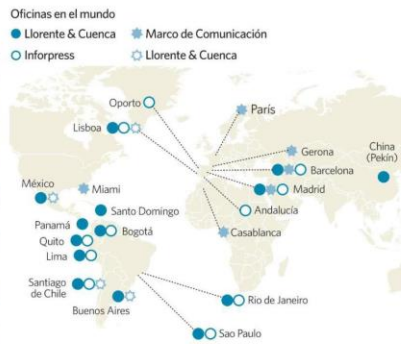 Oficinas en el mundo
Llorente & Cuenca
Marco de Comunicación
Inforpress
Llorente & Cuenca
Oporto
París
Lisboa
Gerona
China
(Pekín)
Barcelona
México
Miami
Madrid
Santo Domingo
Andalucía
Panamá
Bogotá
Casablanca
Quito
Lima
Santiago
de Chile
Rio de Janeiro
Buenos Aires
Sao Paulo